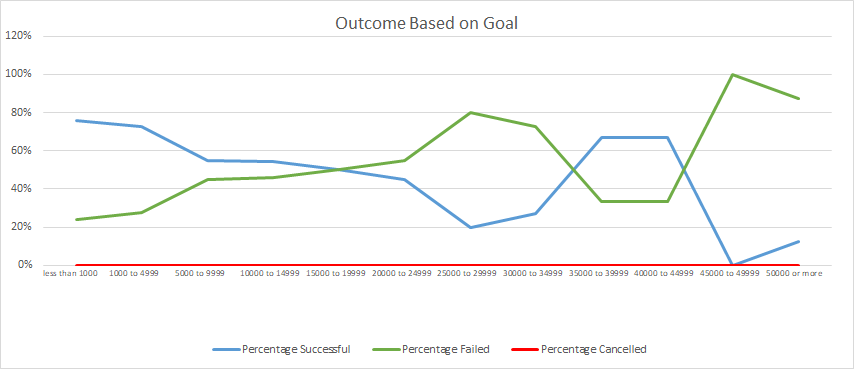 Outcome Based on Goal
120%
100%
80%
60%
40%
20%
0%
less than 1000 1000 to 4999 5000 to 9999 10000 to 14999 15000 to 19999 20000 to 24999 25000 to 29999 30000 to 34999 35000 to 39999 40000 to 44999 45000 to 49999 50000 or more
Percentage Successful Percentage Failed Percentage Cancelled